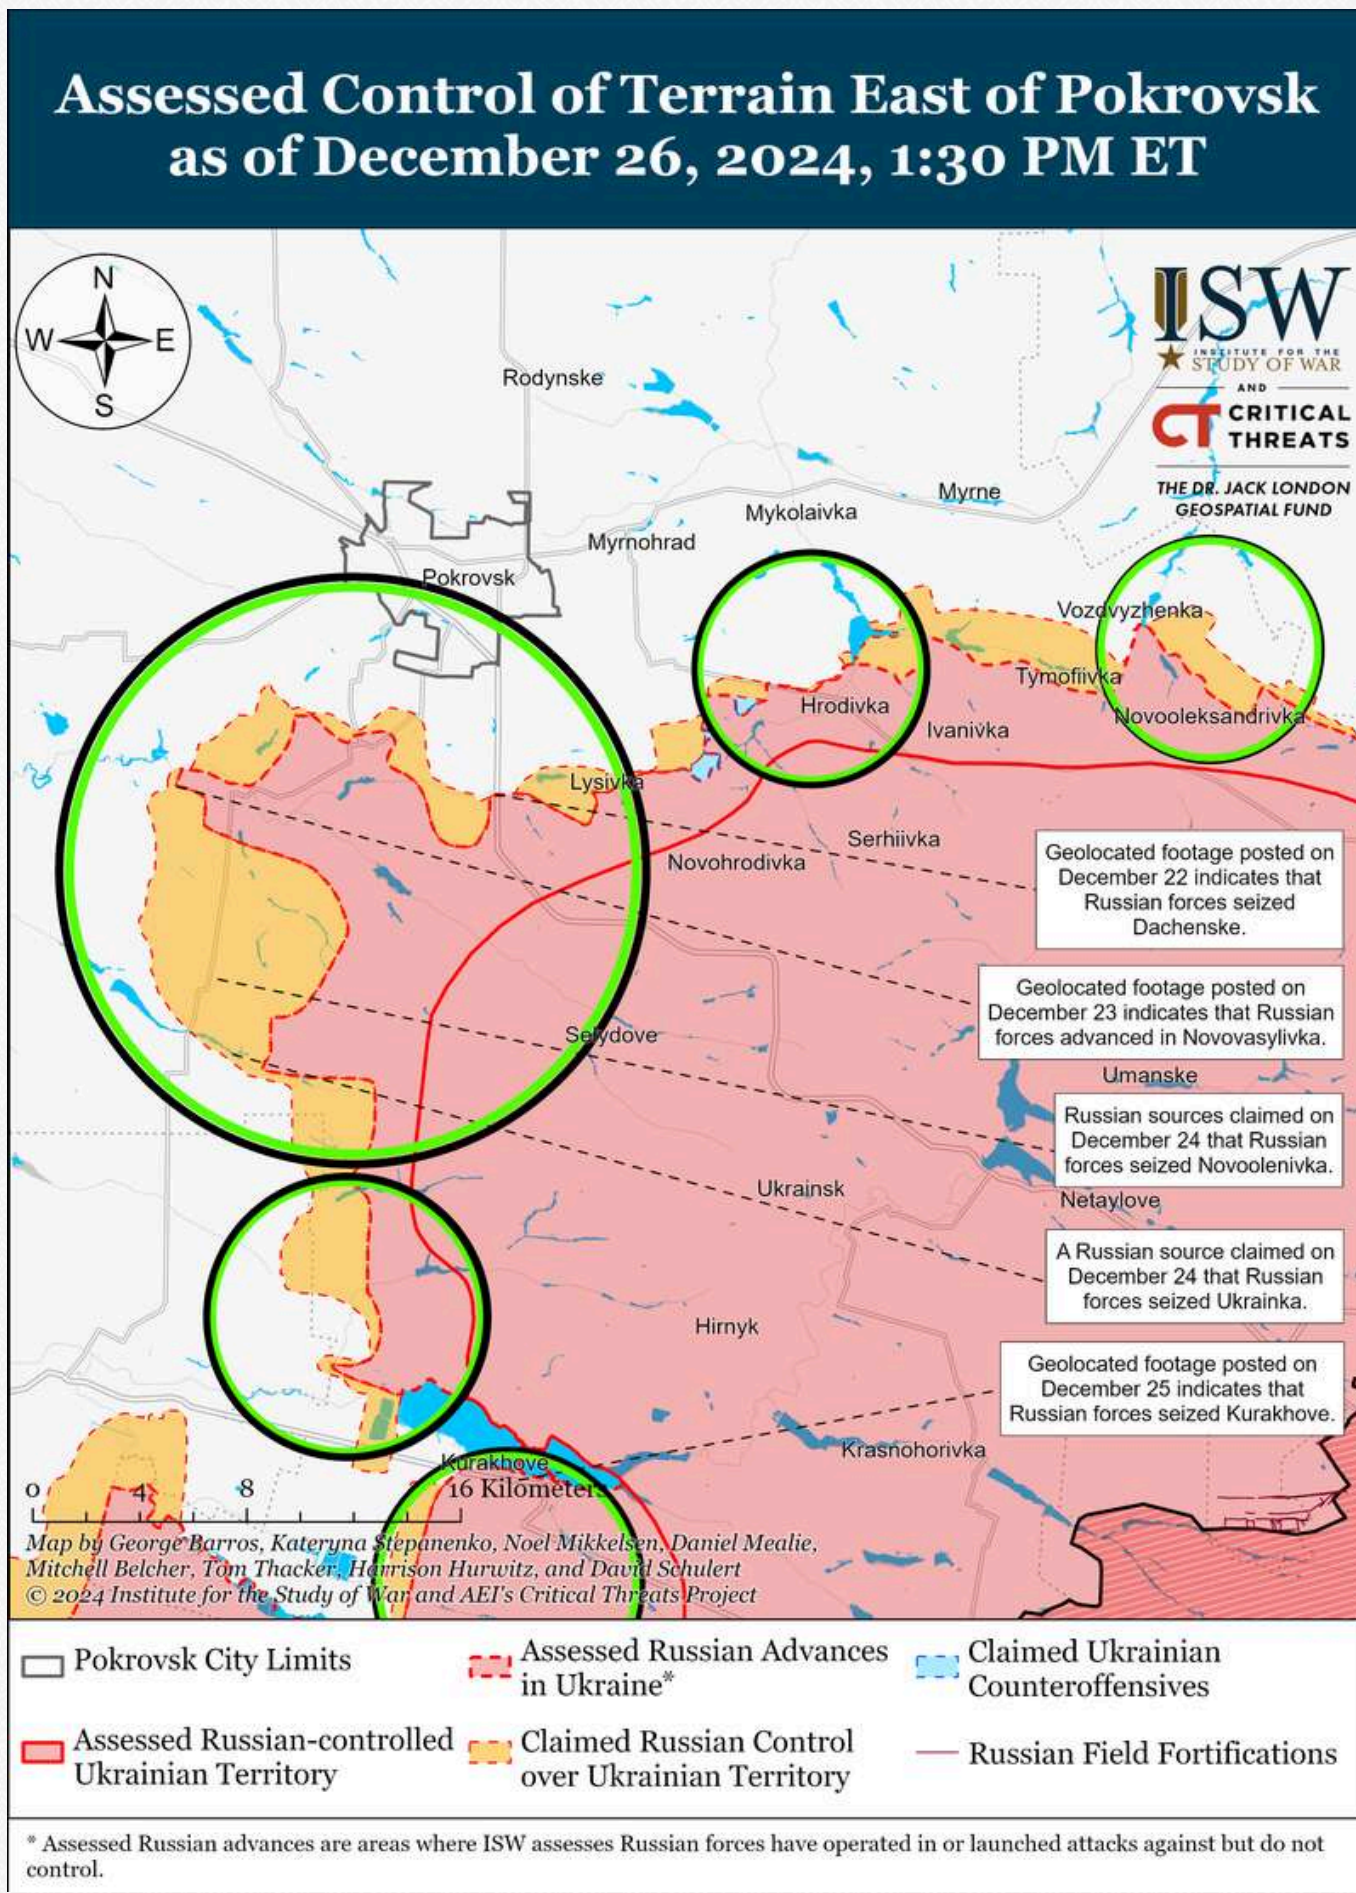 Assessed Control of Terrain East of Pokrovsk
as of December 26, 2024, 1:30 PM ET
N
W
E
S
ISW
INSTITUTE FOR THE
STUDY OF WAR
AND
CT CRITICAL
THREATS
THE DR. JACK LONDON
GEOSPATIAL FUND
Rodynske
Myrne
Mykolaivka
Myrnohrad
Pokrovsk
Vozdvyzhenka
Tymofiivka
Hrodivka
Novooleksandrivka
Ivanivka
Lysivka
Serhiivka
Novohrodivka
Geolocated footage posted on
December 22 indicates that
Russian forces seized
Dachenske.
Geolocated footage posted on
December 23 indicates that Russian
forces advanced in Novovasylivka.
Selydove
Umanske
Russian sources claimed on
December 24 that Russian
forces seized Novoolenivka.
Ukrainsk
Netaylove
A Russian source claimed on
December 24 that Russian
forces seized Ukrainka.
Hirnyk
Geolocated footage posted on
December 25 indicates that
Russian forces seized Kurakhove.
Krasnohorivka
Kurakhove
0 4 8 16 Kilometers
Map by George Barros, Kateryna Stepanenko, Noel Mikkelsen, Daniel Mealie,
Mitchell Belcher, Tom Thacker, Harrison Hurwitz, and David Schulert
© 2024 Institute for the Study of War and AEI's Critical Threats Project
Pokrovsk City Limits
Assessed Russian Advances
in Ukraine*
Claimed Ukrainian
Counteroffensives
Assessed Russian-controlled
Ukrainian Territory
Claimed Russian Control
over Ukrainian Territory
Russian Field Fortifications
* Assessed Russian advances are areas where ISW assesses Russian forces have operated in or launched attacks against but do not
control.